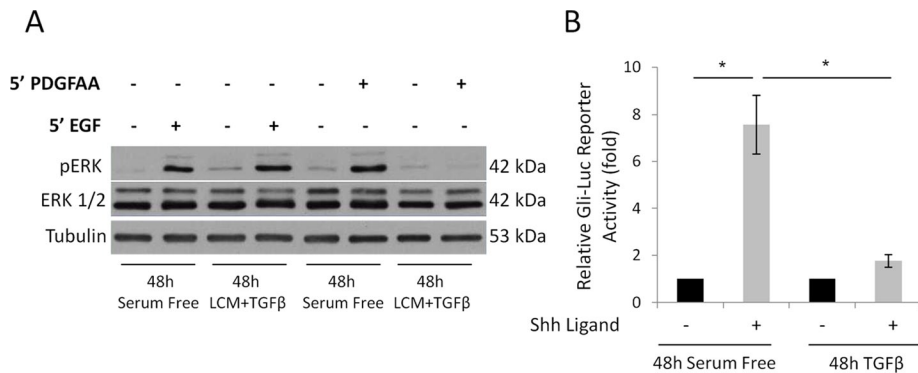 A
5' PDGFAA - - - - - + - +
5' EGF - + - + - - - -
pERK 42 kDa
ERK 1/2 42 kDa
Tubulin 53 kDa
48h 48h 48h 48h
Serum Free LCM+TGFβ Serum Free LCM+TGFβ
B
* *
Relative Gli-Luc Reporter
Activity (fold)
10
8
6
4
2
0
Shh Ligand - + - +
48h Serum Free 48h TGFβ